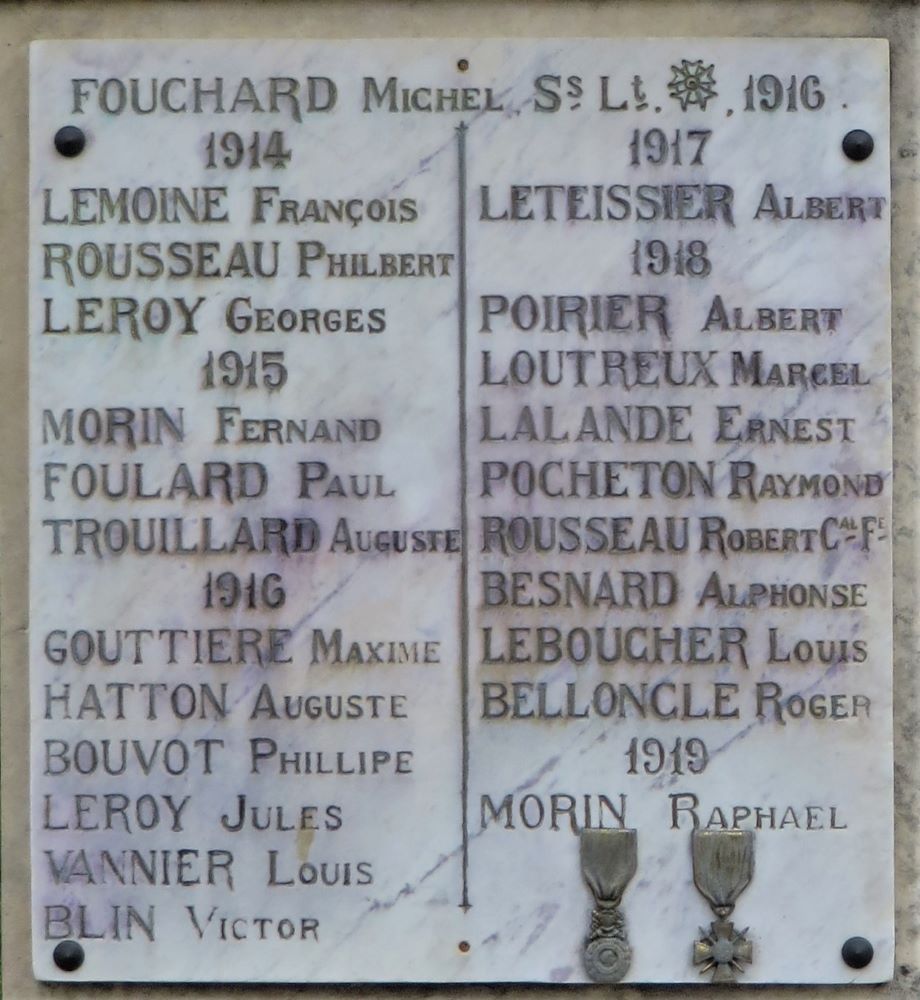 FOUCHARD MICHEL Ss Lt. 1916.
1914
LEMOINE FRANÇOIS
ROUSSEAU PHILBERT
LEROY GEORGES
1915
MORIN FERNAND
FOULARD PAUL
TROUILLARD AUGUSTE
1916
GOUTTIERE MAXIME
HATTON AUGUSTE
BOUVOT PHILLIPE
LEROY JULES
VANNIER LOUIS
BLIN VICTOR
1917
LETEISSIER ALBERT
1918
POIRIER ALBERT
LOUTREUX MARCEL
LALANDE ERNEST
POCHETON RAYMOND
ROUSSEAU ROBERT CAL FE
BESNARD ALPHONSE
LEBOUCHER LOUIS
BELLONCLE ROGER
1919
MORIN RAPHAEL